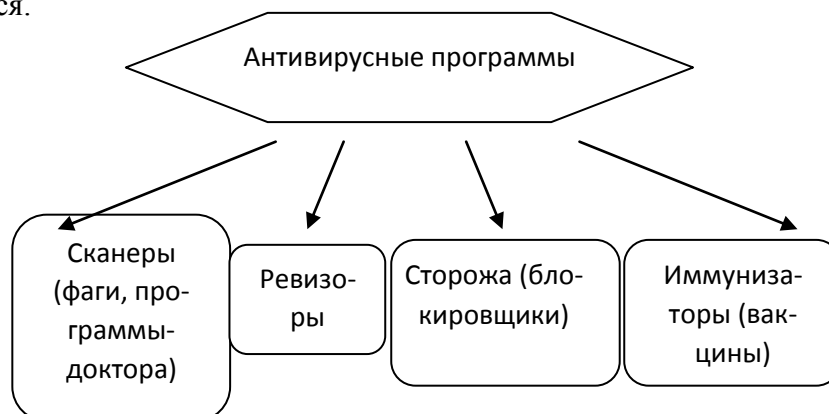 ся.
Антивирусные программы
Сканеры
(фаги, про-
граммы-
доктора)
Ревизо-
ры
Сторожа (бло-
кировщики)
Иммуниза-
торы (вак-
цины)